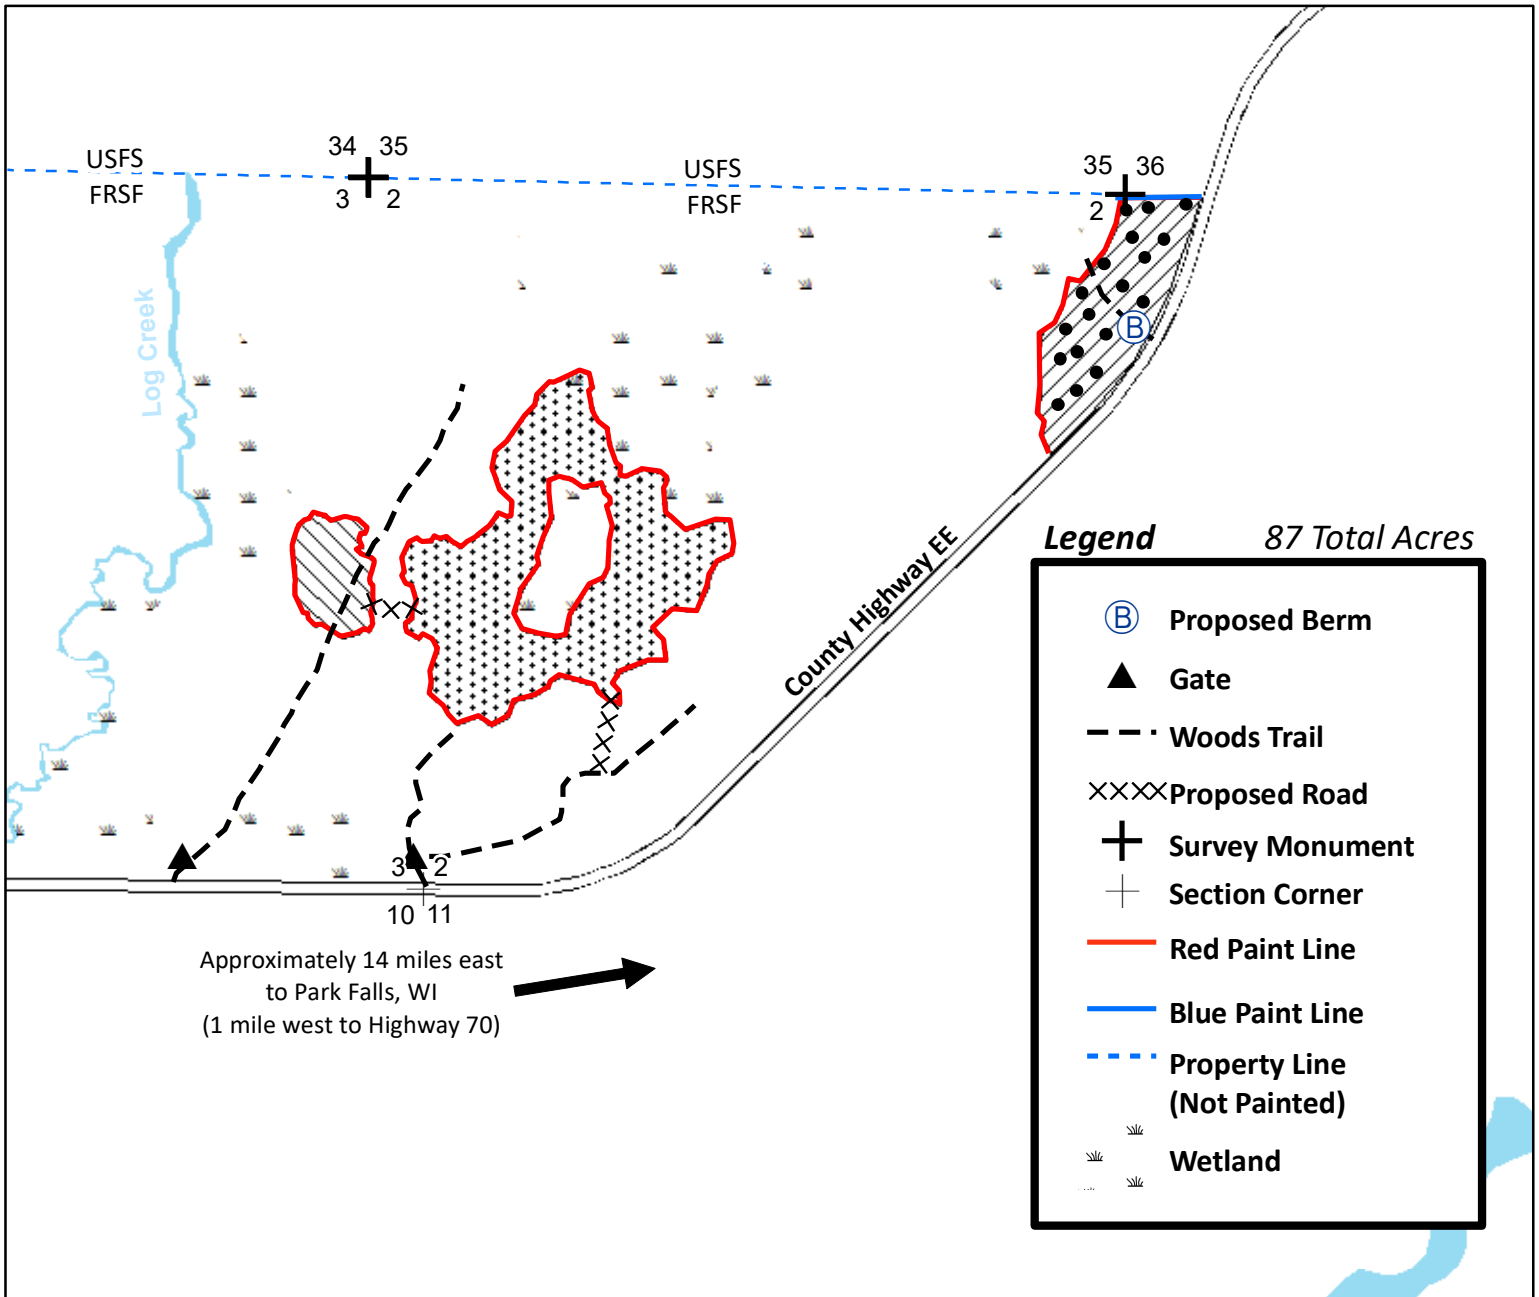 34 35
USFS
FRSF
3 2
USFS
FRSF
35 36
2
Log Creek
County Highway EE
3 2
10 11
Approximately 14 miles east
to Park Falls, WI
(1 mile west to Highway 70)
Legend 87 Total Acres
B
B Proposed Berm
Gate
Woods Trail
Proposed Road
Survey Monument
Section Corner
Red Paint Line
Blue Paint Line
Property Line
(Not Painted)
Wetland